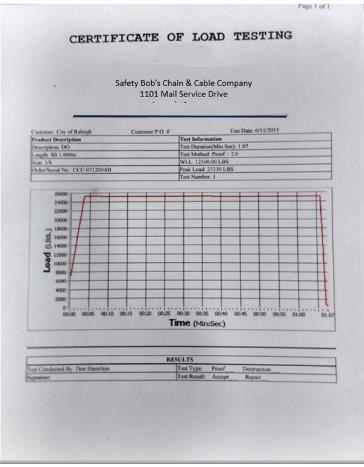 Page 1 of 1
CERTIFICATE OF LOAD TESTING
Safety Bob's Chain & Cable Company
1101 Mail Service Drive
Customer: City of Raleigh Customer P.O. # Test Date: 6/11/2015
Product Description Test Information
Description: DO Test Duration(Min:Sec): 1:07
Length: Test Method: Proof - 2.0
Size: 3/8 WLL: 12300.00 LBS
Order/Serial No.: CCC-071209AB Peak Load: 25330 LBS
Test Number: 1
Load (LBS.)
26000
24000
22000
20000
18000
16000
14000
12000
10000
8000
6000
4000
2000
0
00:00 00:05 00:10 00:15 00:20 00:25 00:30 00:35 00:40 00:45 00:50 00:55 01:00 01:07
Time (Min:Sec)
RESULTS
Test Conducted By: Don Hamilton Test Type: Proof Destruction
Signature: Test Result: Accept Reject